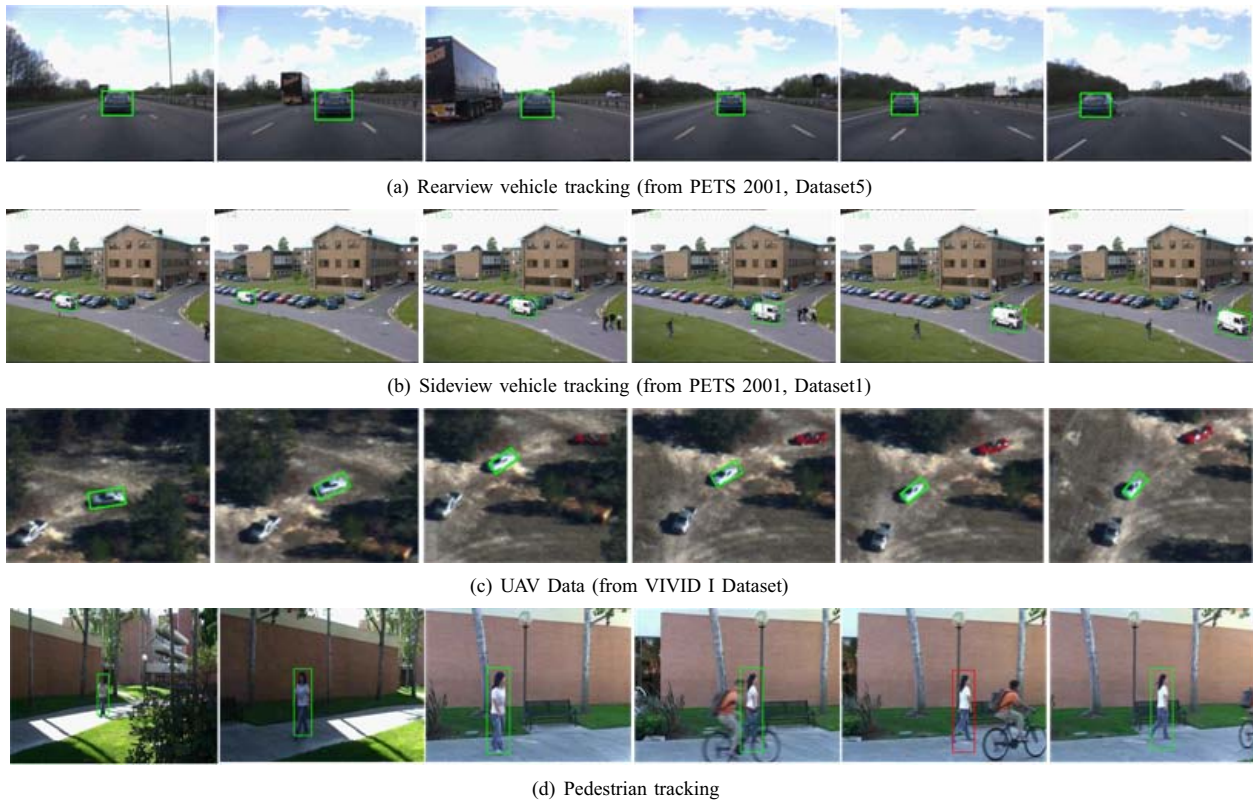 (a) Rearview vehicle tracking (from PETS 2001, Dataset5)
(b) Sideview vehicle tracking (from PETS 2001, Dataset1)
(c) UAV Data (from VIVID I Dataset)
(d) Pedestrian tracking